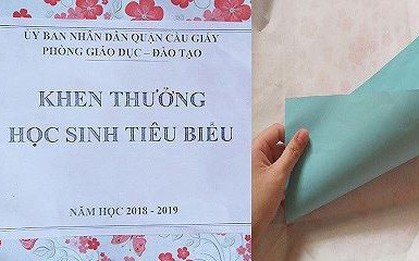 ỦY BAN NHÂN DÂN QUẬN CẦU GIẤY
PHÒNG GIÁO DỤC – ĐÀO TẠO
KHEN THƯỞNG
HỌC SINH TIÊU BIỂU
NĂM HỌC 2018 - 2019